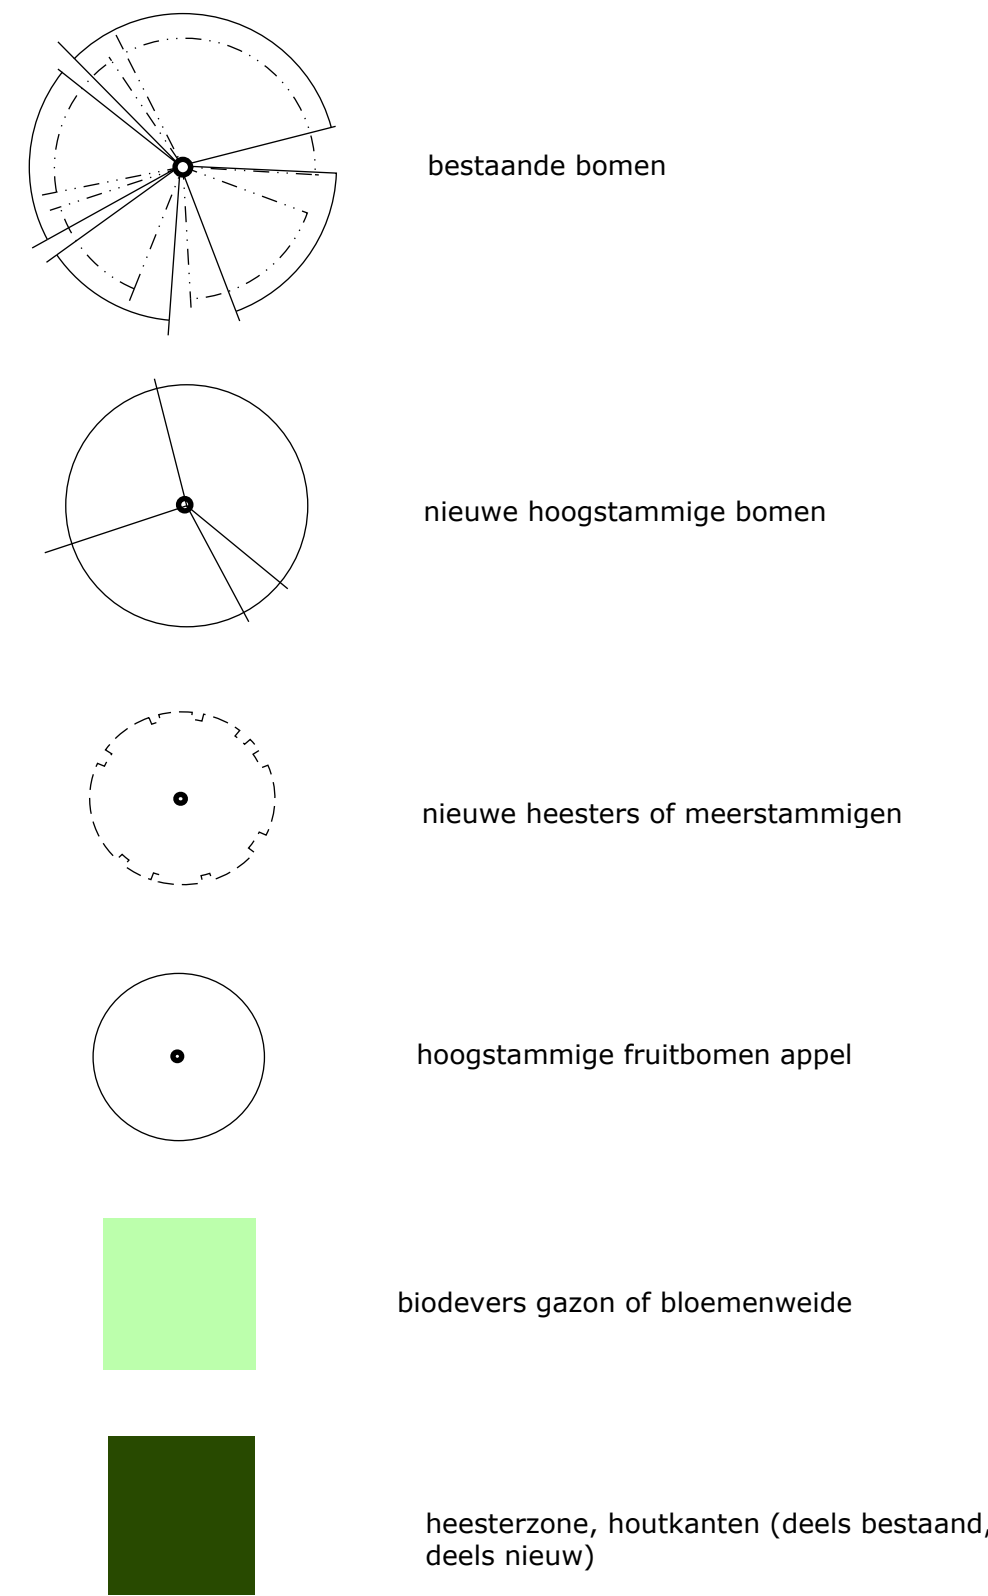 bestaande bomen
nieuwe hoogstammige bomen
nieuwe heesters of meerstammigen
hoogstammige fruitbomen appel
biodevers gazon of bloemenweide
heesterzone, houtkanten (deels bestaand,
deels nieuw)